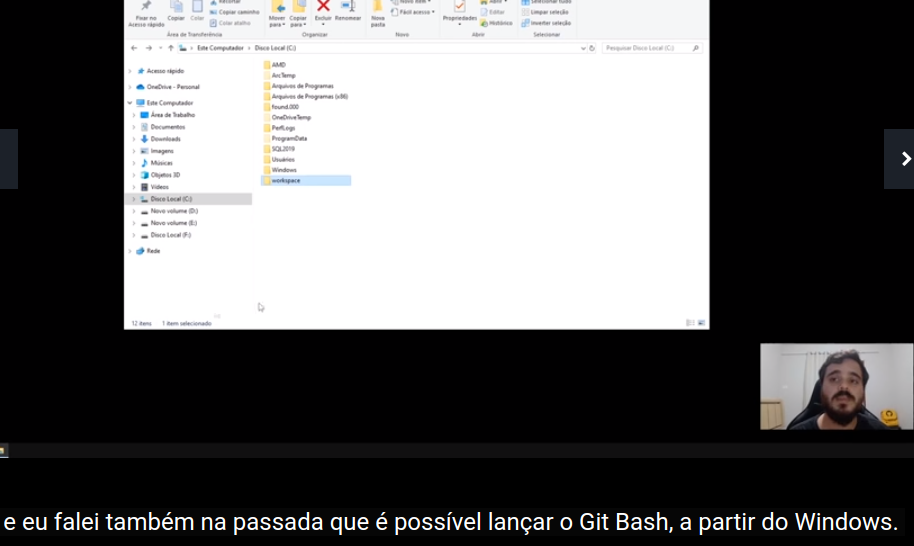 Recortar
Novo item
Abrir
Selecionar tudo
Fixar no Acesso rápido
Copiar
Colar
Copiar caminho
Colar atalho
Mover para
Copiar para
Excluir
Renomear
Nova pasta
Fácil acesso
Propriedades
Editar
Histórico
Limpar seleção
Inverter seleção
Área de Transferência
Organizar
Novo
Abrir
Selecionar
Este Computador > Disco Local (C:)
Pesquisar Disco Local (C:)
Acesso rápido
OneDrive - Personal
Este Computador
Área de Trabalho
Documentos
Downloads
Imagens
Músicas
Objetos 3D
Vídeos
Disco Local (C:)
Novo volume (D:)
Novo volume (E:)
Disco Local (F:)
Rede
AMD
ArcTemp
Arquivos de Programas
Arquivos de Programas (x86)
found.000
OneDriveTemp
PerfLogs
ProgramData
SQL2019
Usuários
Windows
workspace
12 itens
1 item selecionado
e eu falei também na passada que é possível lançar o Git Bash, a partir do Windows.